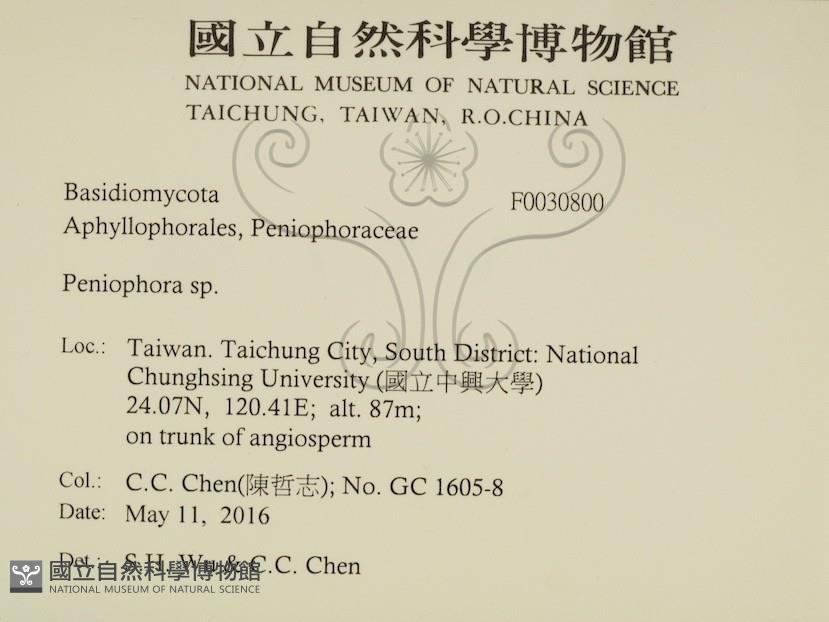 國立自然科學博物館
NATIONAL MUSEUM OF NATURAL SCIENCE
TAICHUNG, TAIWAN, R.O.CHINA
Basidiomycota F0030800
Aphyllophorales, Peniophoraceae
Peniophora sp.
Loc.: Taiwan. Taichung City, South District: National
Chunghsing University (國立中興大學)
24.07N, 120.41E; alt. 87m;
on trunk of angiosperm
Col.: C.C. Chen(陳哲志); No. GC 1605-8
Date: May 11, 2016
Det.: S.H. Wu & C.C. Chen
國立自然科學博物館
NATIONAL MUSEUM OF NATURAL SCIENCE